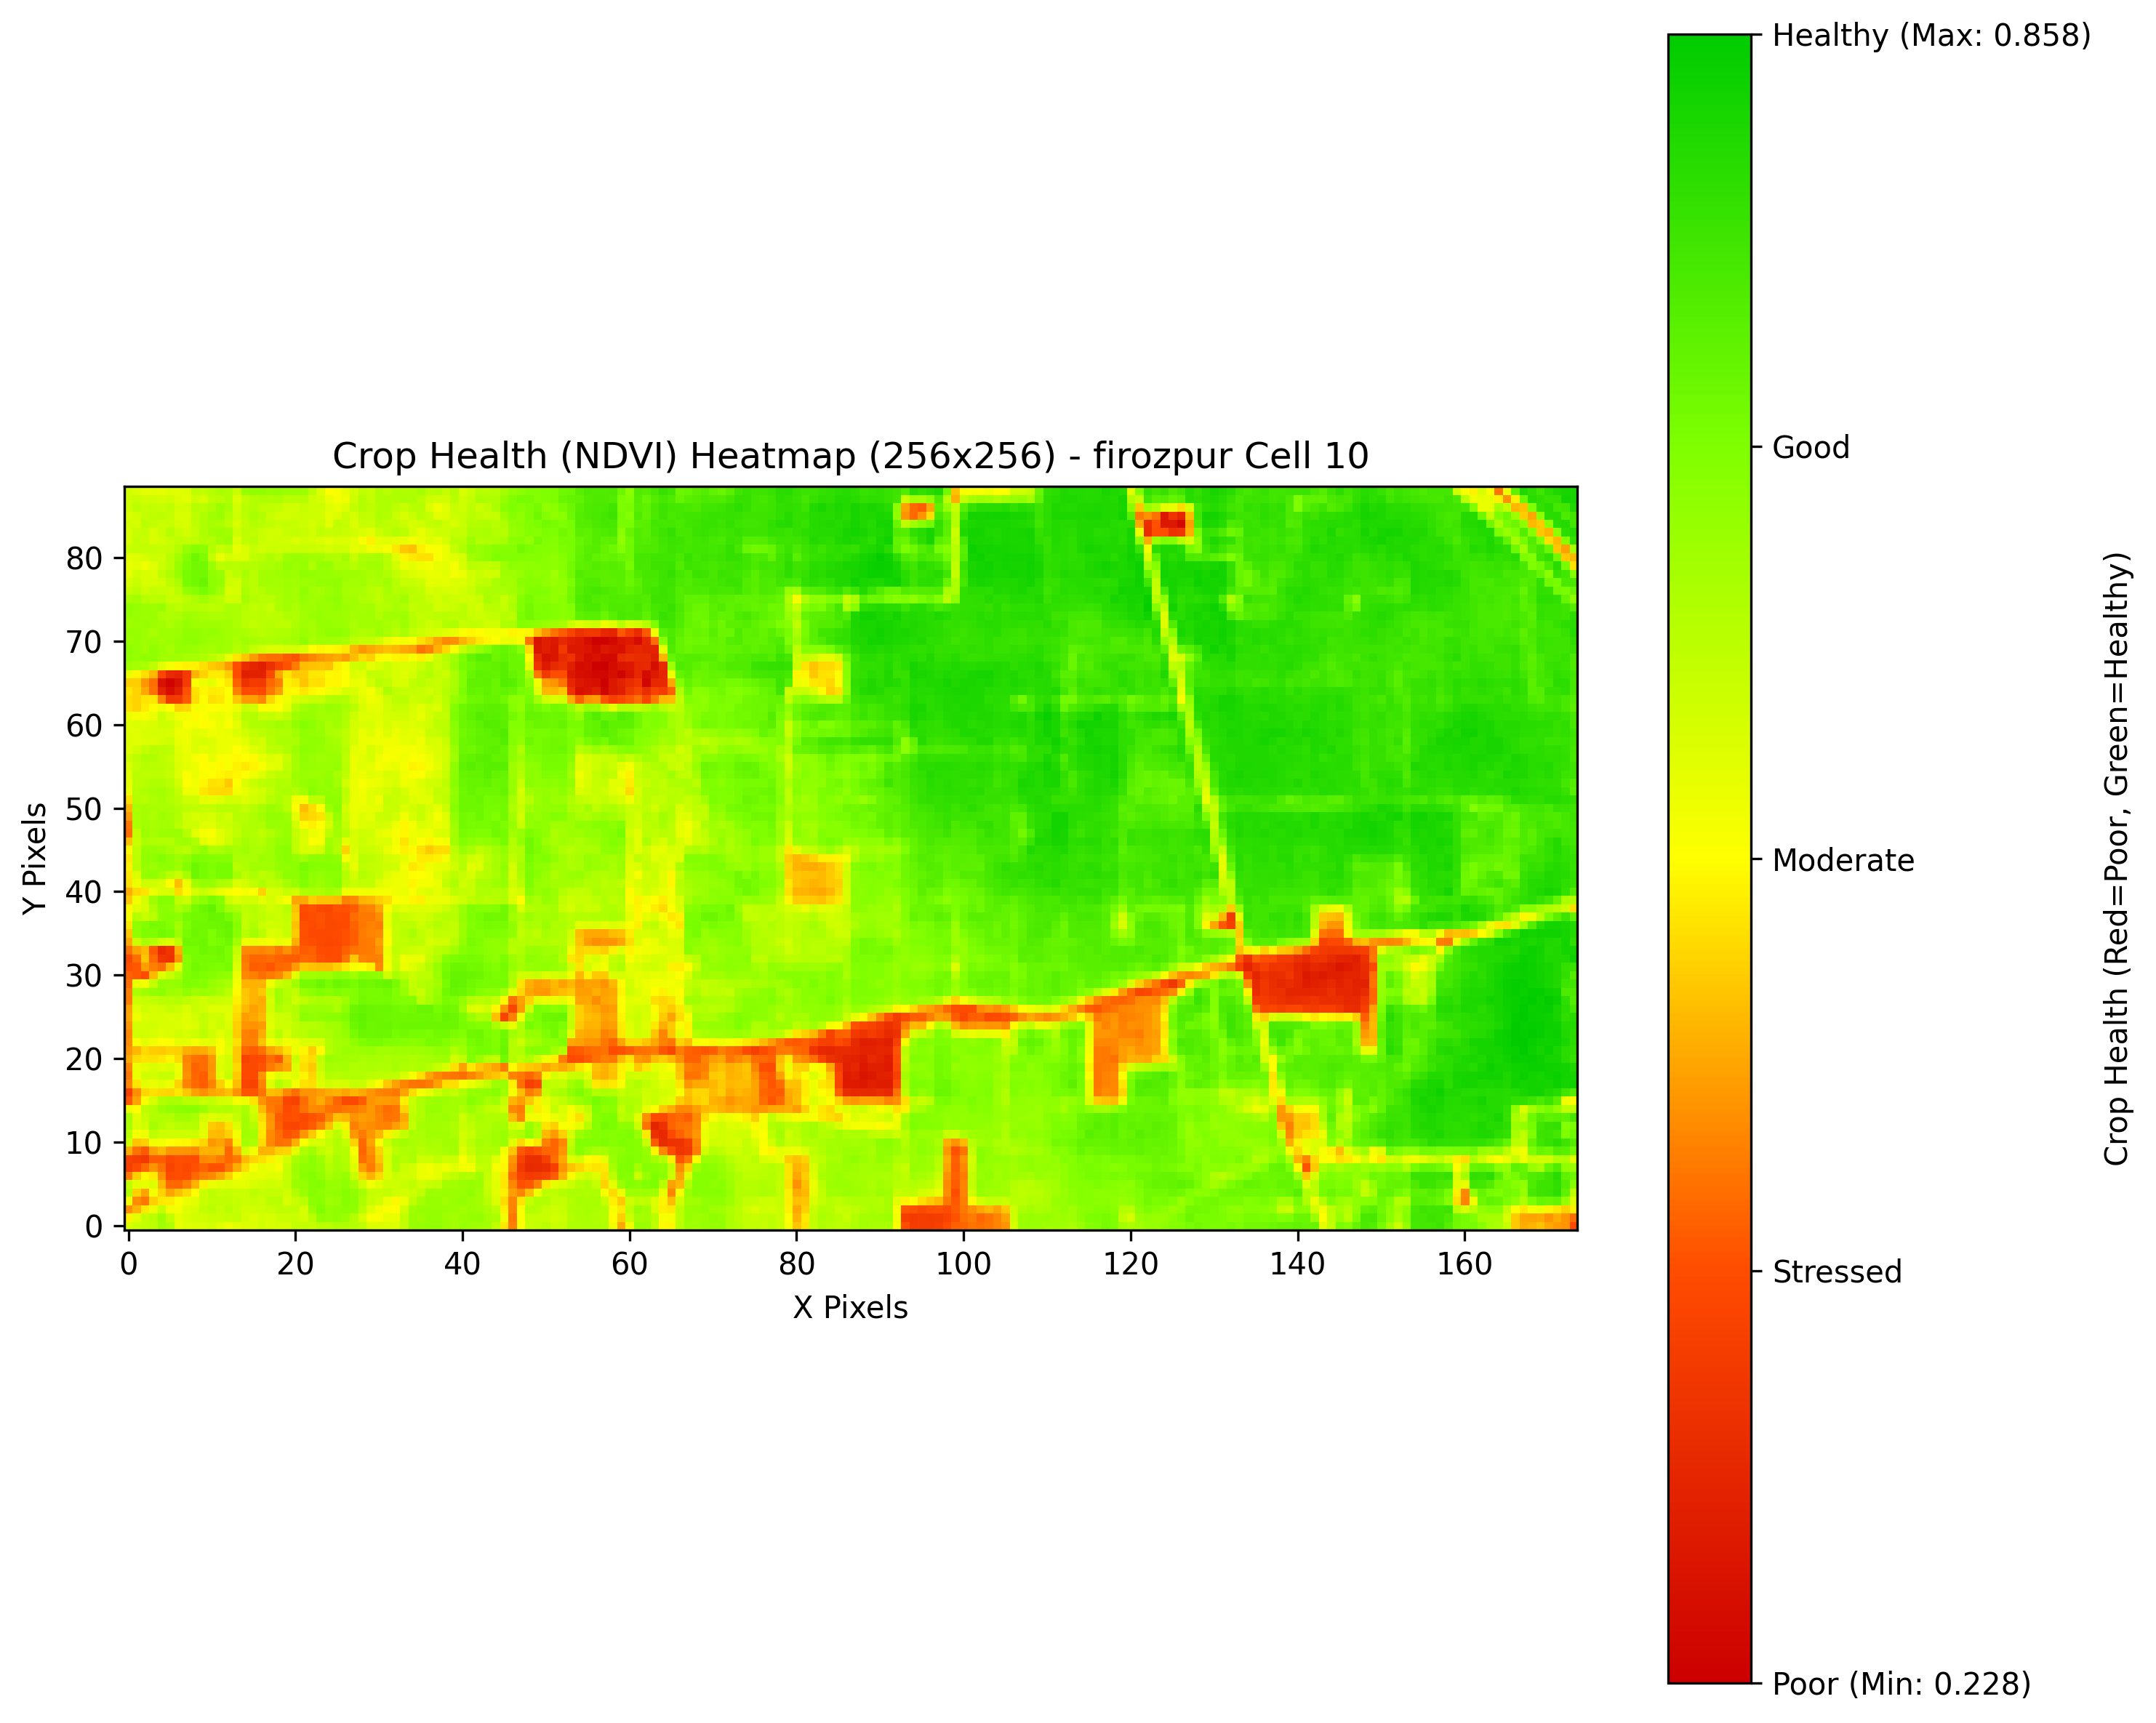 Crop Health (NDVI) Heatmap (256x256) - firozpur Cell 10
Y Pixels
80
70
60
50
40
30
20
10
0
0 20 40 60 80 100 120 140 160
X Pixels
Healthy (Max: 0.858)
Good
Moderate
Stressed
Poor (Min: 0.228)
Crop Health (Red=Poor, Green=Healthy)